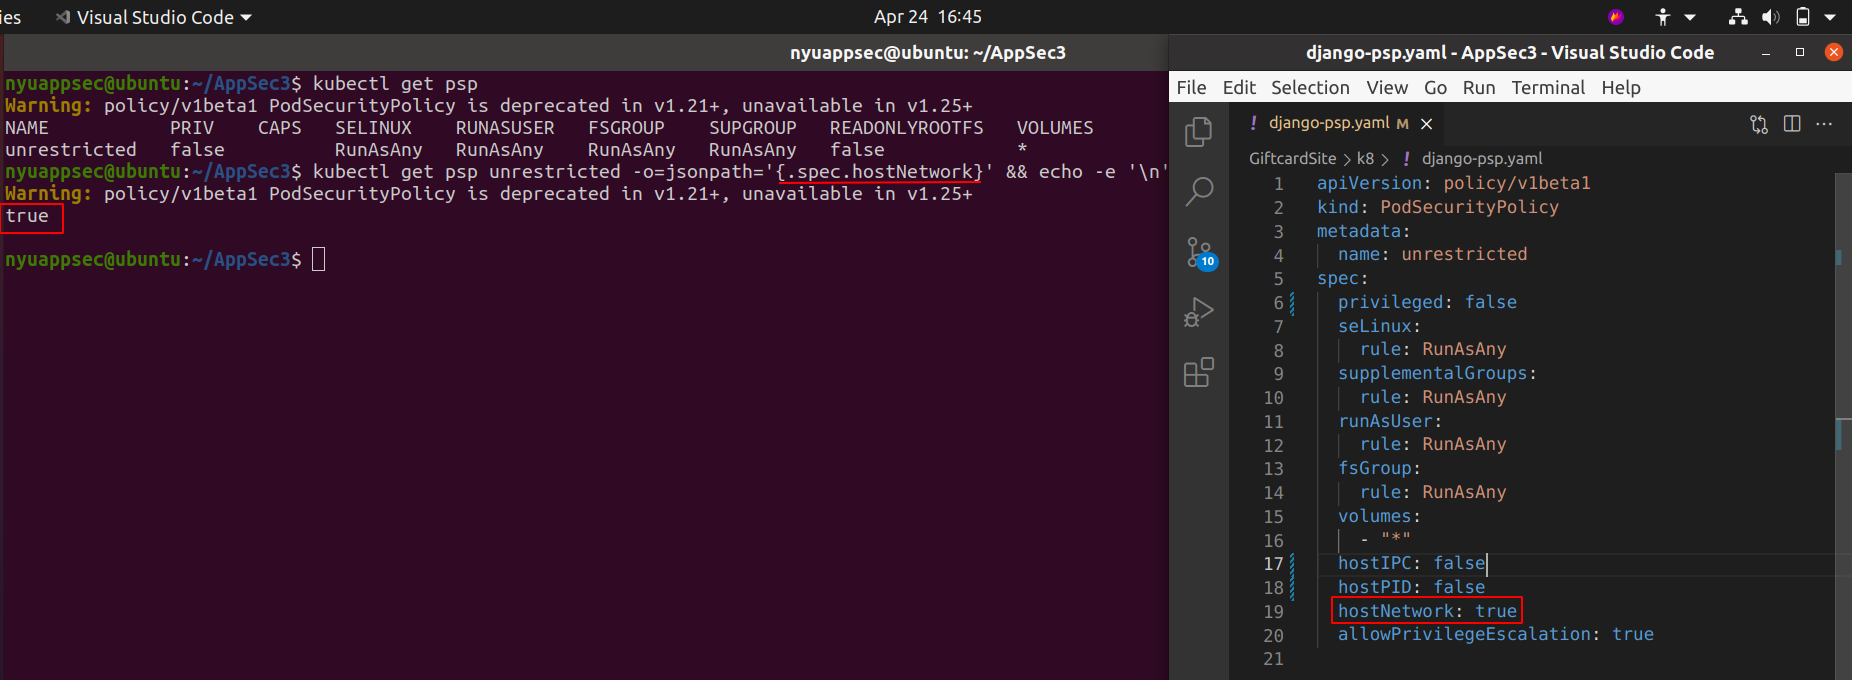 ies
Visual Studio Code
Apr 24 16:45
nyuappsec@ubuntu: ~/AppSec3
nyuappsec@ubuntu:~/AppSec3$ kubectl get psp
Warning: policy/v1beta1 PodSecurityPolicy is deprecated in v1.21+, unavailable in v1.25+
NAME PRIV CAPS SELINUX RUNASUSER FSGROUP SUPGROUP READONLYROOTFS VOLUMES
unrestricted false RunAsAny RunAsAny RunAsAny RunAsAny false *
nyuappsec@ubuntu:~/AppSec3$ kubectl get psp unrestricted -o=jsonpath='{.spec.hostNetwork}' && echo -e '\n'
Warning: policy/v1beta1 PodSecurityPolicy is deprecated in v1.21+, unavailable in v1.25+
true
nyuappsec@ubuntu:~/AppSec3$
django-psp.yaml - AppSec3 - Visual Studio Code
File Edit Selection View Go Run Terminal Help
! django-psp.yaml M
GiftcardSite > k8 > ! django-psp.yaml
10
1 apiVersion: policy/v1beta1
2 kind: PodSecurityPolicy
3 metadata:
4 name: unrestricted
5 spec:
6 privileged: false
7 seLinux:
8 rule: RunAsAny
9 supplementalGroups:
10 rule: RunAsAny
11 runAsUser:
12 rule: RunAsAny
13 fsGroup:
14 rule: RunAsAny
15 volumes:
16 - "*"
17 hostIPC: false
18 hostPID: false
19 hostNetwork: true
20 allowPrivilegeEscalation: true
21